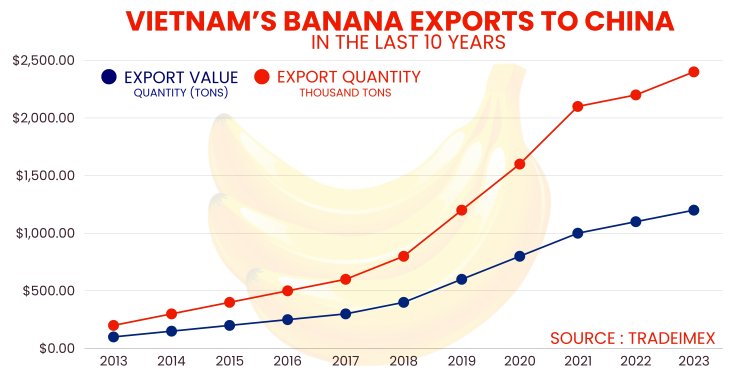 VIETNAM'S BANANA EXPORTS TO CHINA
IN THE LAST 10 YEARS
$2,500.00
EXPORT VALUE
QUANTITY (TONS)
EXPORT QUANTITY
THOUSAND TONS
$2,000.00
$1,500.00
$1,000.00
$500.00
$0.00
SOURCE : TRADEIMEX
2013 2014 2015 2016 2017 2018 2019 2020 2021 2022 2023